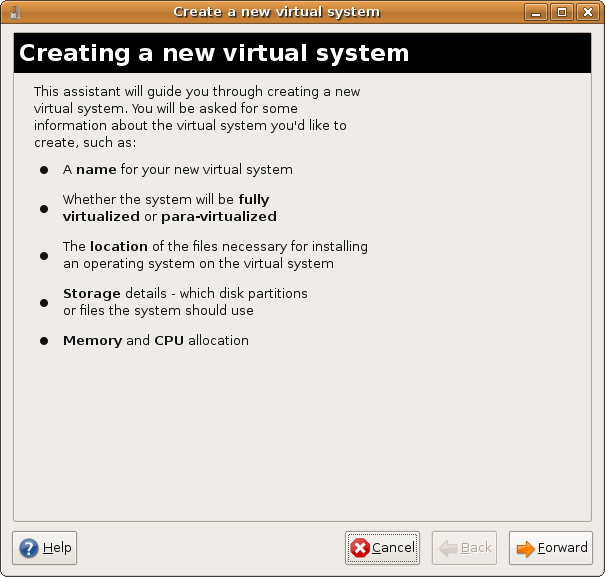 Create a new virtual system
Creating a new virtual system
This assistant will guide you through creating a new
virtual system. You will be asked for some
information about the virtual system you'd like to
create, such as:
A name for your new virtual system
Whether the system will be fully
virtualized or para-virtualized
The location of the files necessary for installing
an operating system on the virtual system
Storage details - which disk partitions
or files the system should use
Memory and CPU allocation
Help
Cancel
Back
Forward